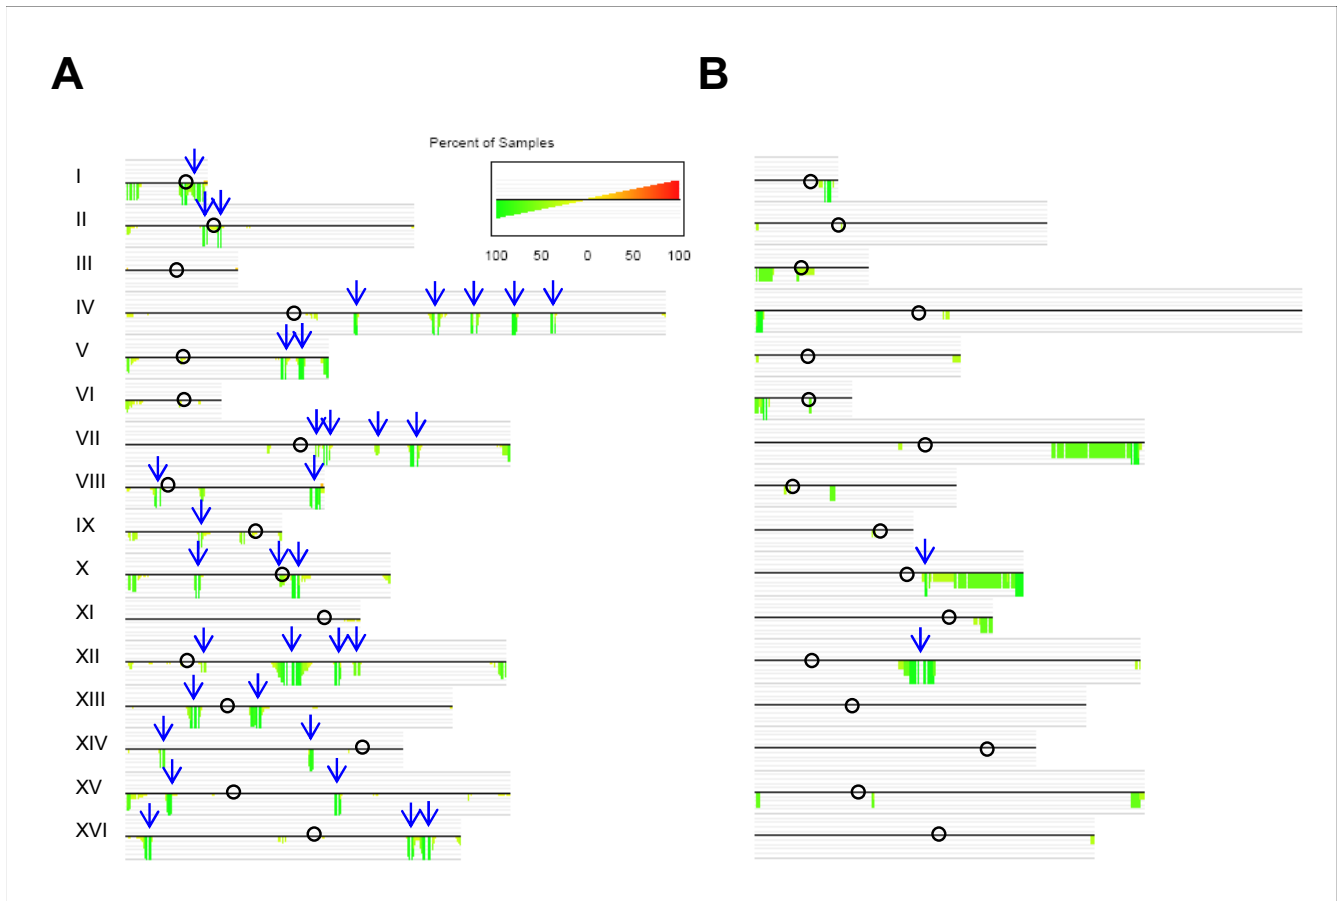 A
B
Percent of Samples
100 50 0 50 100
I
II
III
IV
V
VI
VII
VIII
IX
X
XI
XII
XIII
XIV
XV
XVI